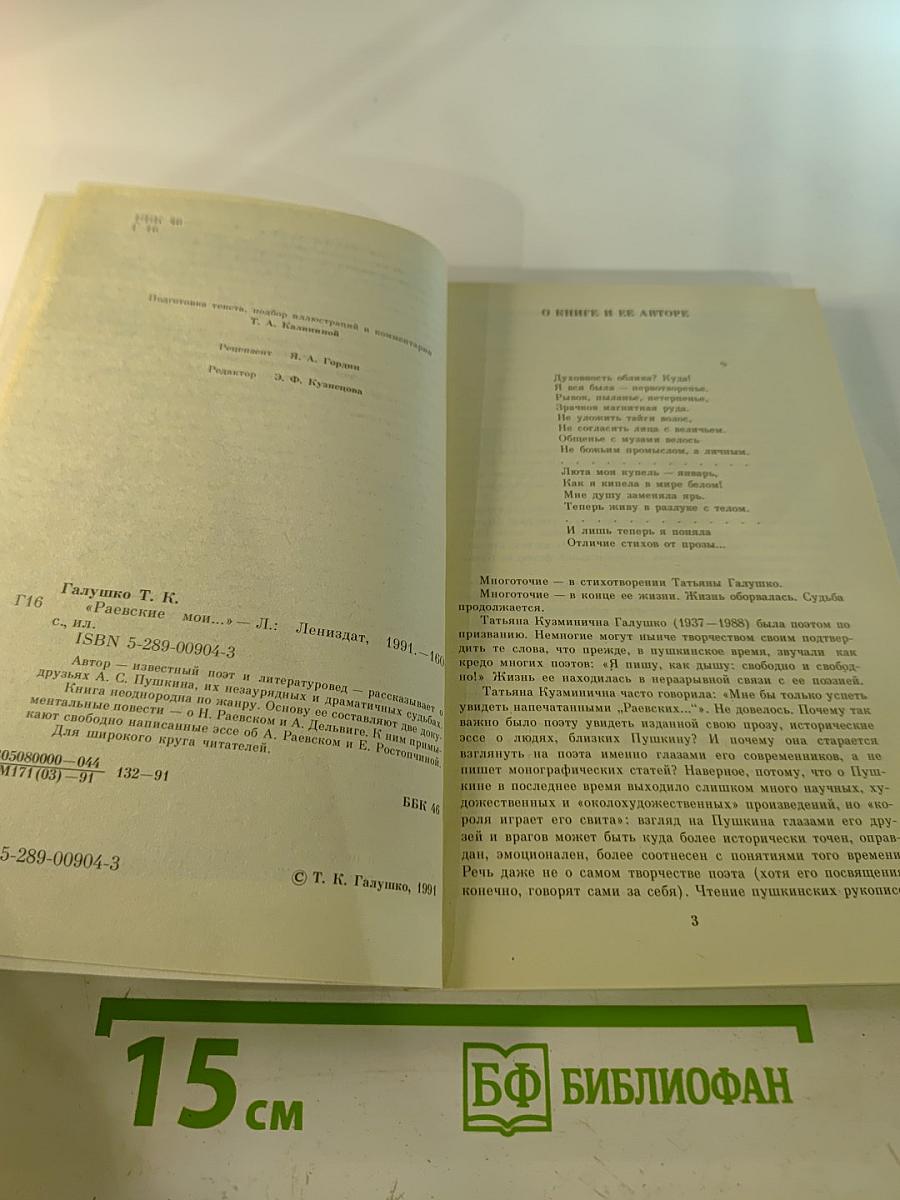 ББК 46
Г 16
Подготовка текста, подбор иллюстраций и комментарии
Т. А. Калининой
Рецензент Я. А. Гордин
Редактор Э. Ф. Кузнецова
Галушко Т. К.
Г16 «Раевские мои...» — Л.: Лениздат, 1991.—160
с., ил.
ISBN 5-289-00904-3
Автор — известный поэт и литературовед — рассказывает о
друзьях А. С. Пушкина, их незаурядных и драматичных судьбах.
Книга неоднородна по жанру. Основу ее составляют две доку-
ментальные повести — о Н. Раевском и А. Дельвиге. К ним примы-
кают свободно написанные эссе об А. Раевском и Е. Ростопчиной.
Для широкого круга читателей.
805080000—044
М171(03)—91 132—91
ББК 46
5-289-00904-3
© Т. К. Галушко, 1991
О КНИГЕ И ЕЕ АВТОРЕ
Духовность облика? Куда!
Я вся была — первотворенье.
Рывок, пыланье, нетерпенье,
Зрачков магнитная руда.
Не уложить тайги волос,
Не согласить лица с величьем.
Общенье с музами велось
Не божьим промыслом, а личным.
. . . . . . . . . . . . .
Люта моя купель — январь,
Как я кипела в мире белом!
Мне душу заменяла ярь.
Теперь живу в разлуке с телом.
. . . . . . . . . . . . .
И лишь теперь я поняла
Отличие стихов от прозы...
Многоточие — в стихотворении Татьяны Галушко.
Многоточие — в конце ее жизни. Жизнь оборвалась. Судьба
продолжается.
Татьяна Кузминична Галушко (1937—1988) была поэтом по
призванию. Немногие могут нынче творчеством своим подтвер-
дить те слова, что прежде, в пушкинское время, звучали как
кредо многих поэтов: «Я пишу, как дышу: свободно и свобод-
но!» Жизнь ее находилась в неразрывной связи с ее поэзией.
Татьяна Кузминична часто говорила: «Мне бы только успеть
увидеть напечатанными „Раевских...“». Не довелось. Почему так
важно было поэту увидеть изданной свою прозу, исторические
эссе о людях, близких Пушкину? И почему она старается
взглянуть на поэта именно глазами его современников, а не
пишет монографических статей? Наверное, потому, что о Пуш-
кине в последнее время выходило слишком много научных, ху-
дожественных и «околохудожественных» произведений, но «ко-
роля играет его свита»: взгляд на Пушкина глазами его дру-
зей и врагов может быть куда более исторически точен, оправ-
дан, эмоционален, более соотнесен с понятиями того времени
Речь даже не о самом творчестве поэта (хотя его посвящения
конечно, говорят сами за себя). Чтение пушкинских рукопис
3
15 см
БФ БИБЛИОФАН